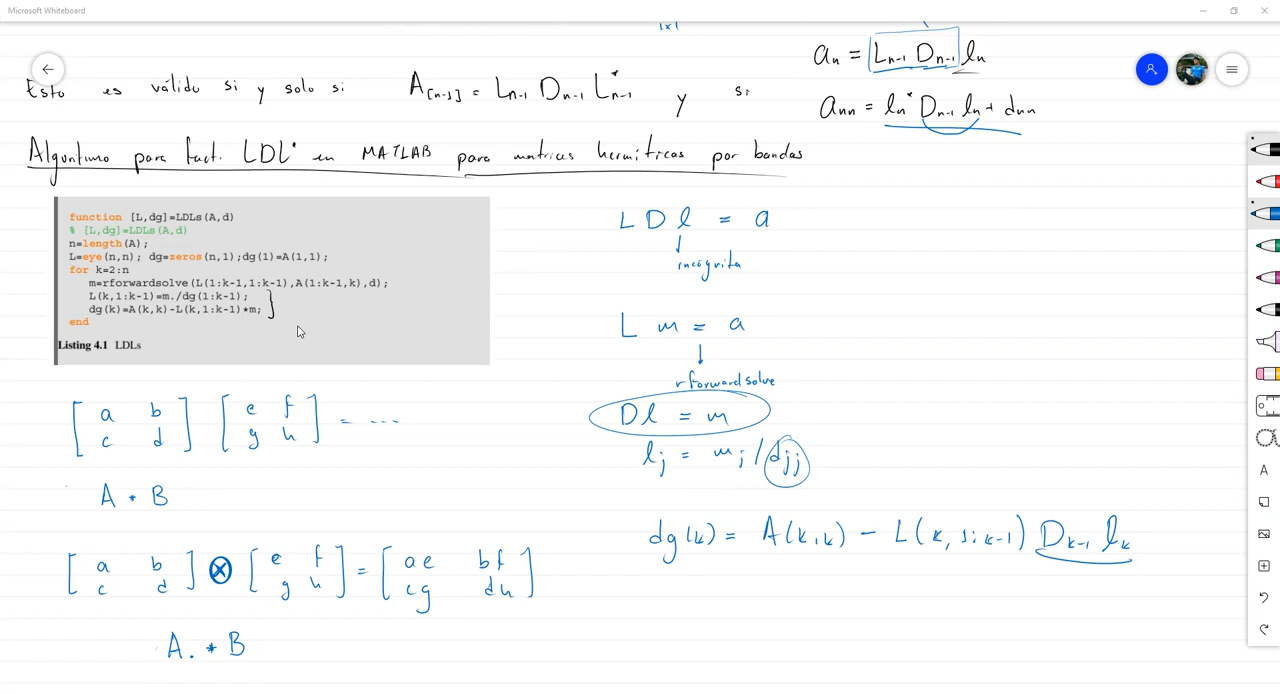 Microsoft Whiteboard
1x1
an = Ln-1 Dn-1 ln
Esto es válido si y solo si A[n-1] = Ln-1 Dn-1 L*n-1 y si
ann = ln* Dn-1 ln + dnn
Algoritmo para fact. LDL* en MATLAB para matrices hermíticas por bandas
function [L,dg]=LDLs(A,d)
% [L,dg]=LDLs(A,d)
n=length(A);
L=eye(n,n); dg=zeros(n,1);dg(1)=A(1,1);
for k=2:n
m=rforwardsolve(L(1:k-1,1:k-1),A(1:k-1,k),d);
L(k,1:k-1)=m./dg(1:k-1);
dg(k)=A(k,k)-L(k,1:k-1)*m;
end
Listing 4.1 LDLs
L D l = a
incógnita
L m = a
rforwardsolve
Dl = m
lj = mj / djj
dg(k) = A(k,k) - L(k,1:k-1) Dk-1 lk
[ a b ] [ e f ] = ...
[ c d ] [ g h ]
A * B
[ a b ] ⊗ [ e f ] = [ ae bf ]
[ c d ] [ g h ] [ cg dh ]
A .* B
A